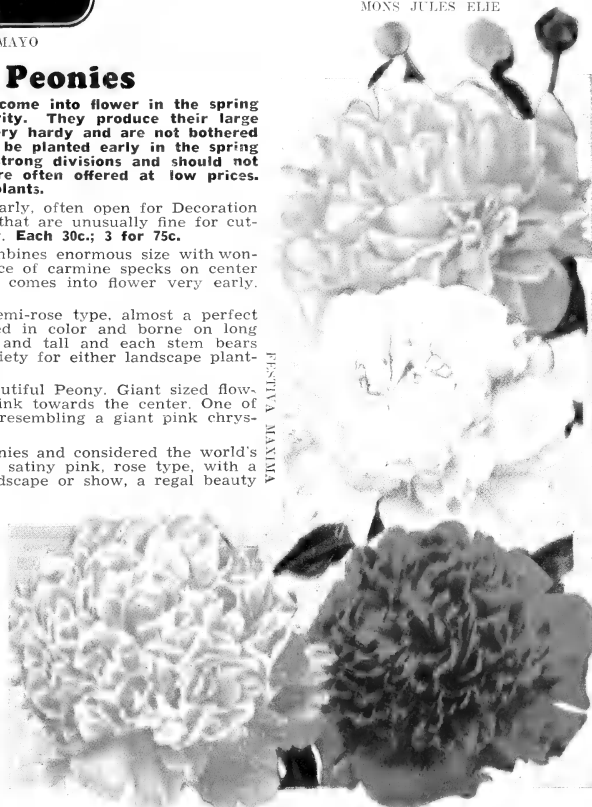 MONS JULES ELIE
MAYO
Peonies
come into flower in the spring
rity. They produce their large
ry hardy and are not bothered
be planted early in the spring
trong divisions and should not
re often offered at low prices.
plants.
arly, often open for Decoration
that are unusually fine for cut-
. Each 30c.; 3 for 75c.
mbines enormous size with won-
ce of carmine specks on center
comes into flower very early.
emi-rose type, almost a perfect
ed in color and borne on long
and tall and each stem bears
iety for either landscape plant-
autiful Peony. Giant sized flow-
ink towards the center. One of
resembling a giant pink chrys-
nies and considered the world's
satiny pink, rose type, with a
dscape or show, a regal beauty
FESTIVA MAXIMA